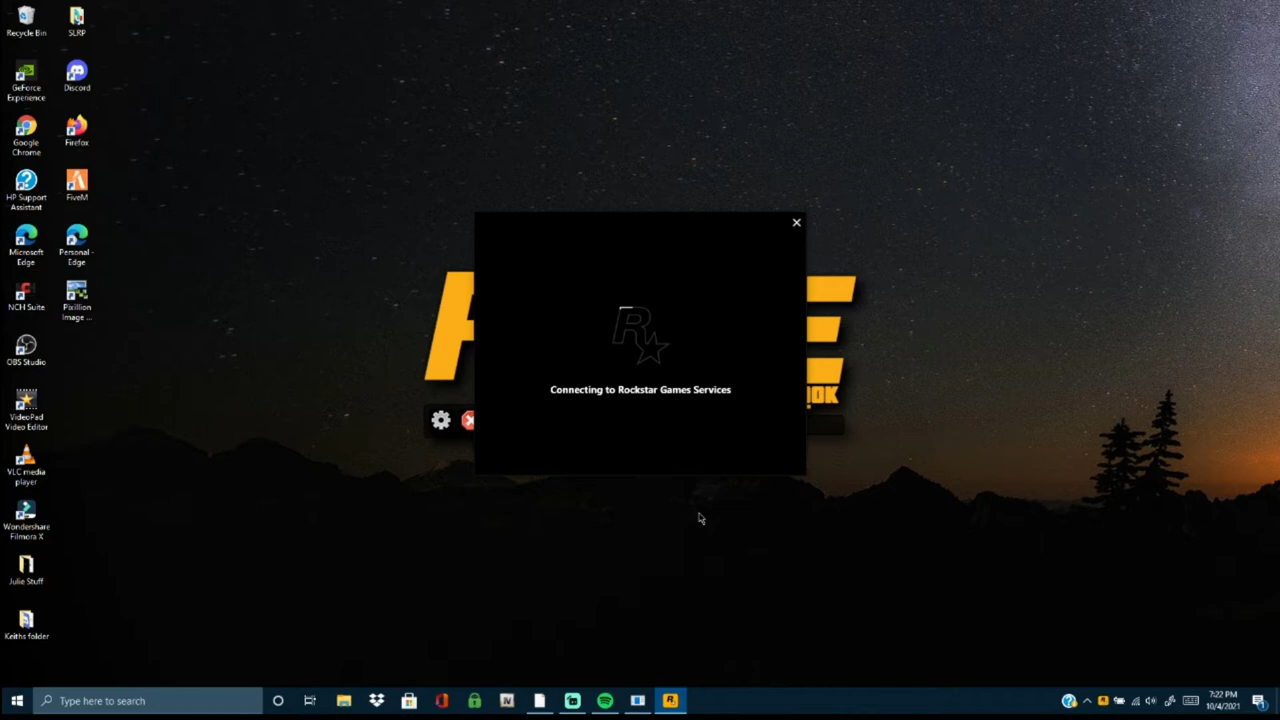 Recycle Bin
SLRP
GeForce
Experience
Discord
Google
Chrome
Firefox
HP Support
Assistant
FiveM
Microsoft
Edge
Personal -
Edge
NCH Suite
Pixillion
Image ...
OBS Studio
VideoPad
Video Editor
VLC media
player
Wondershare
Filmora X
Julie Stuff
Keiths folder
Connecting to Rockstar Games Services
Type here to search
7:22 PM
10/4/2021